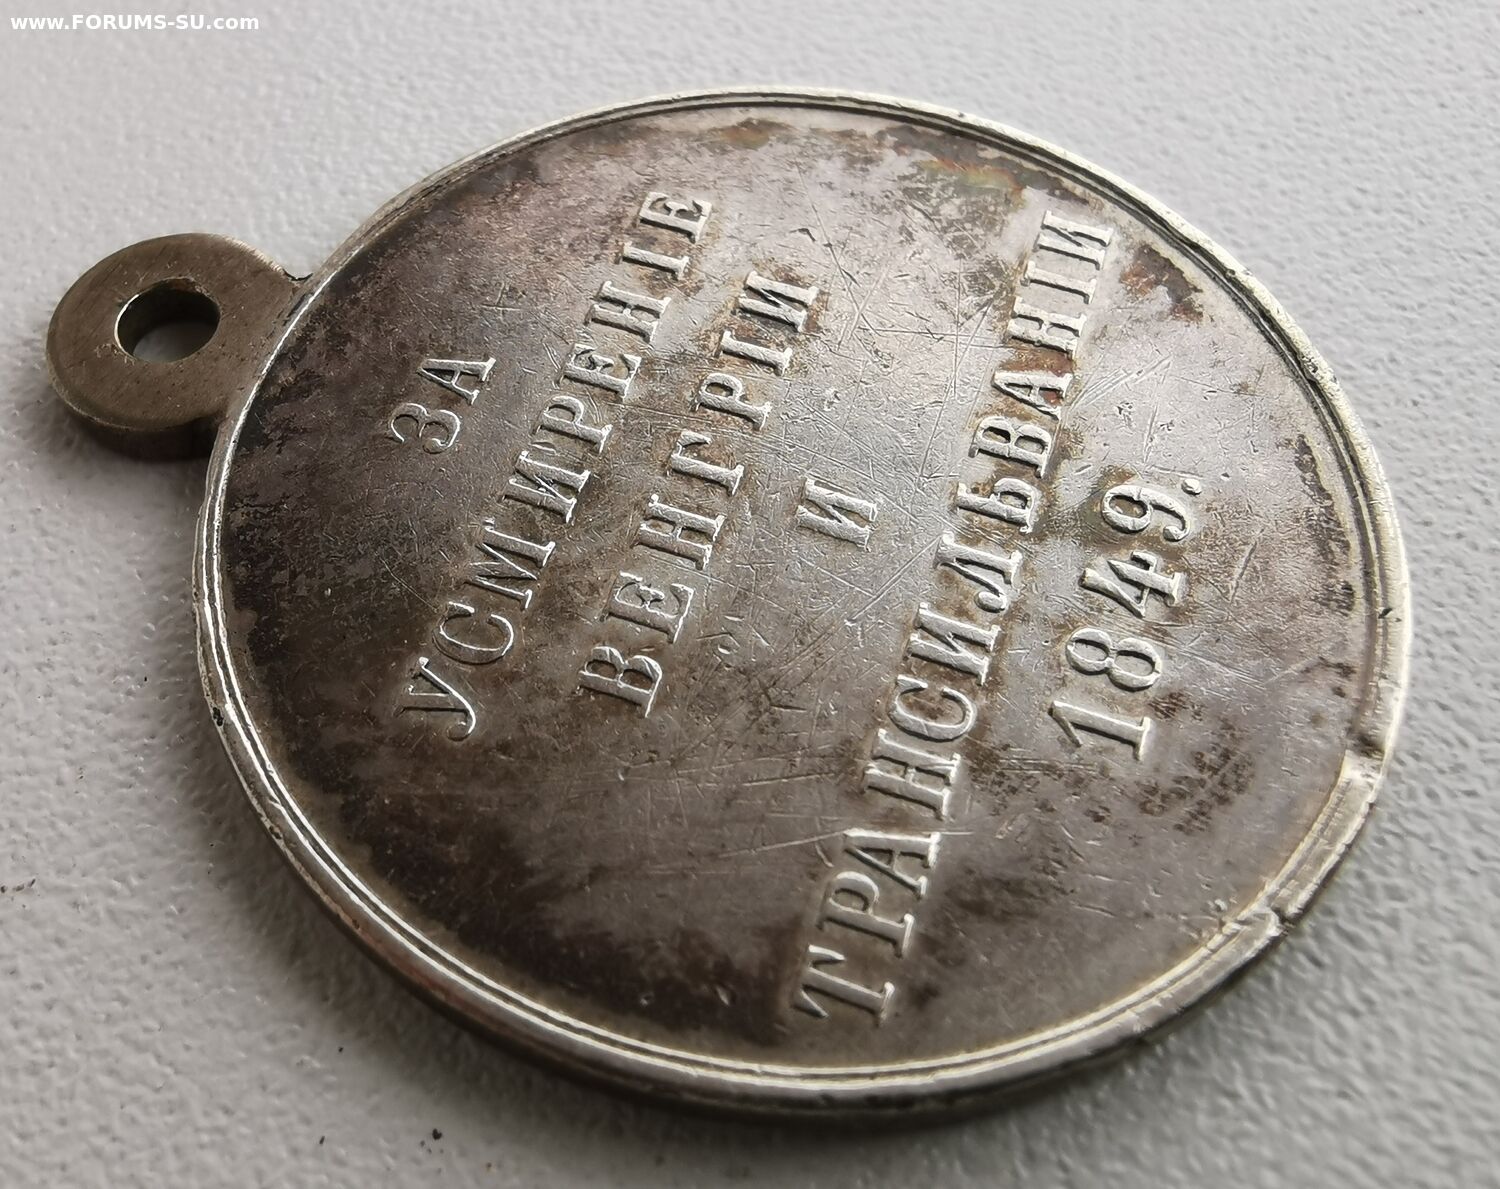 www.FORUMS-SU.com
ЗА
УСМИРЕНІЕ
ВЕНГРІИ
И
ТРАНСИЛЬВАНІИ
1849.